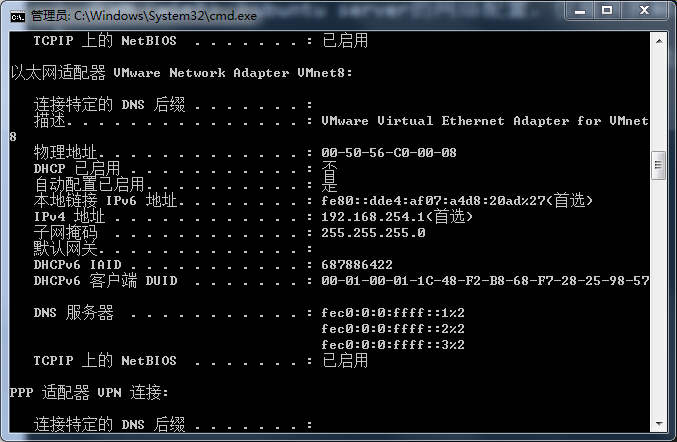 管理员: C:\Windows\System32\cmd.exe
TCPIP 上的 NetBIOS . . . . . . . : 已启用
以太网适配器 VMware Network Adapter VMnet8:
连接特定的 DNS 后缀 . . . . . . . :
描述. . . . . . . . . . . . . . . : VMware Virtual Ethernet Adapter for VMnet
8
物理地址. . . . . . . . . . . . . : 00-50-56-C0-00-08
DHCP 已启用 . . . . . . . . . . . : 否
自动配置已启用. . . . . . . . . . : 是
本地链接 IPv6 地址. . . . . . . . : fe80::dde4:af07:a4d8:20ad%27(首选)
IPv4 地址 . . . . . . . . . . . . : 192.168.254.1(首选)
子网掩码  . . . . . . . . . . . . : 255.255.255.0
默认网关. . . . . . . . . . . . . :
DHCPv6 IAID . . . . . . . . . . . : 687886422
DHCPv6 客户端 DUID  . . . . . . . : 00-01-00-01-1C-48-F2-B8-68-F7-28-25-98-57
DNS 服务器  . . . . . . . . . . . : fec0:0:0:ffff::1%2
fec0:0:0:ffff::2%2
fec0:0:0:ffff::3%2
TCPIP 上的 NetBIOS  . . . . . . . : 已启用
PPP 适配器 VPN 连接:
连接特定的 DNS 后缀 . . . . . . . :